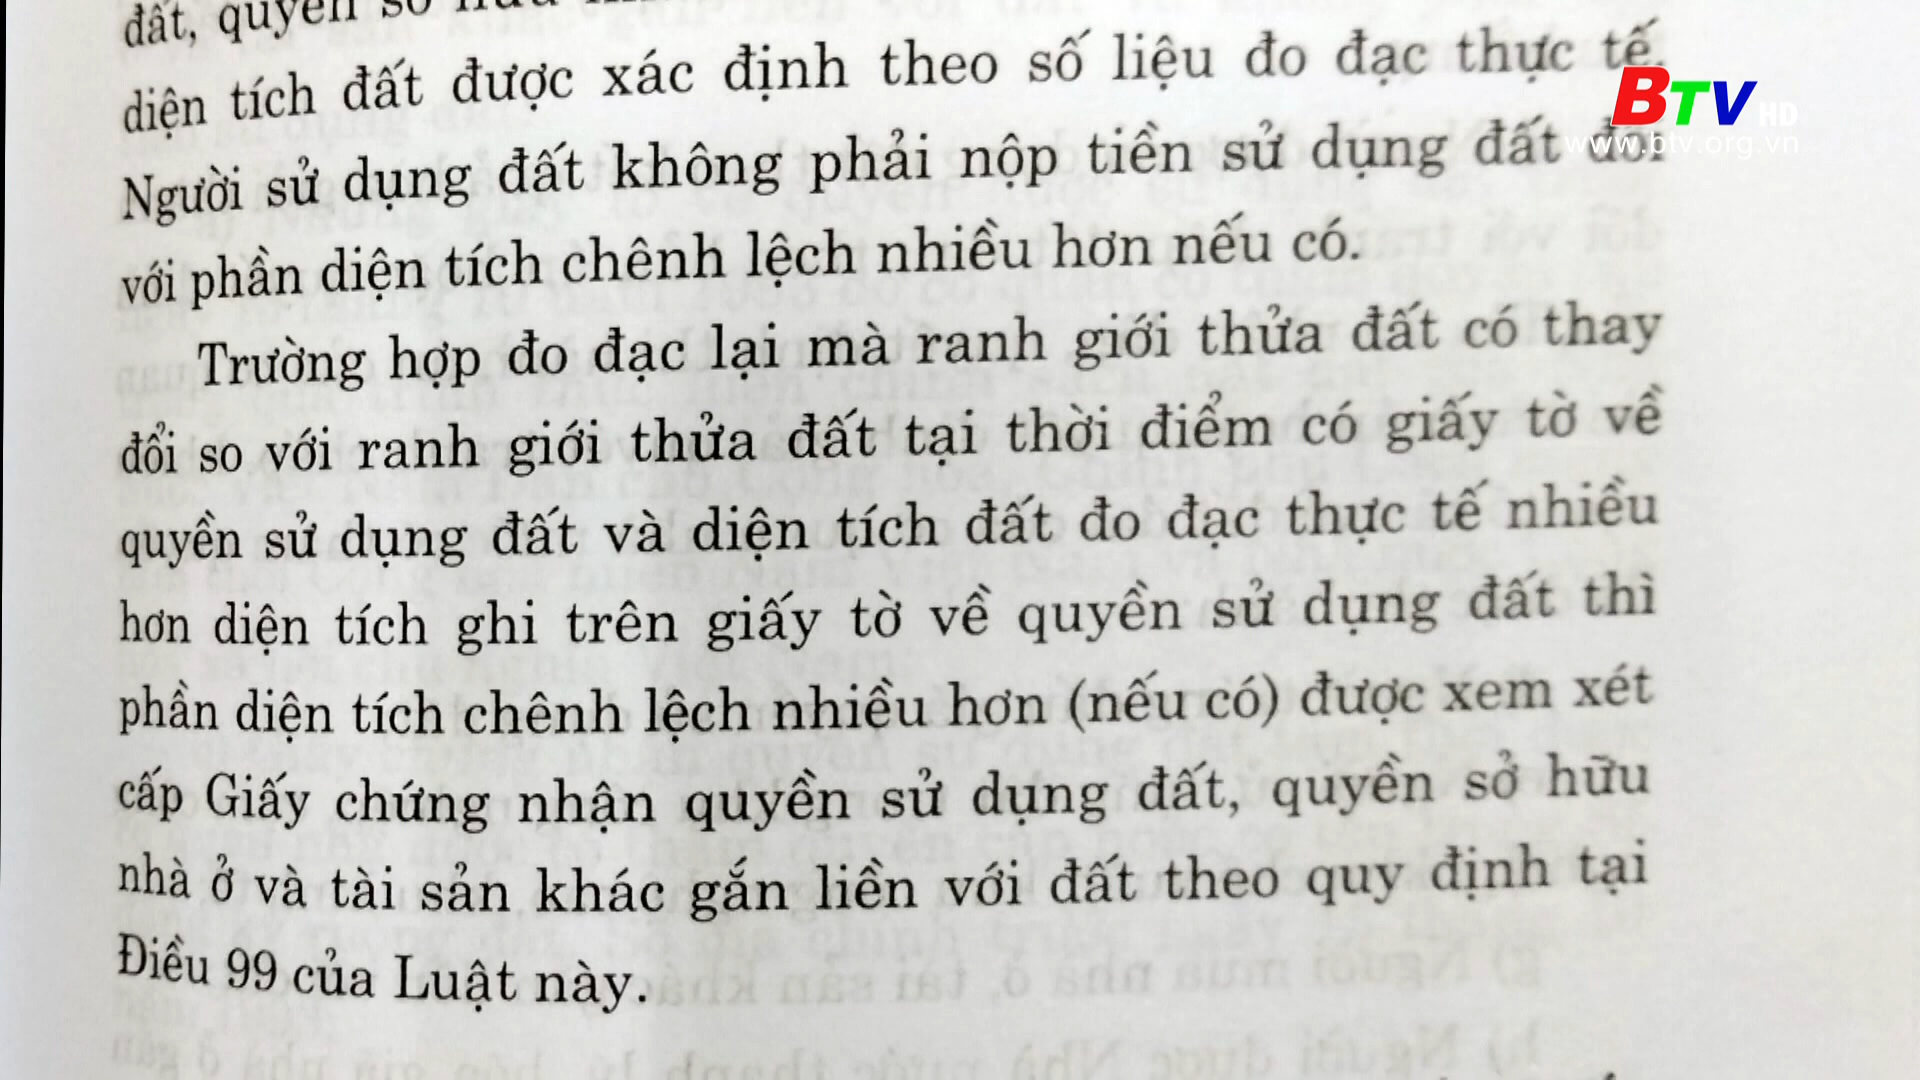 đất, quyền sở hữu
diện tích đất được xác định theo số liệu đo đạc thực tế.
BTV HD
www.btv.org.vn
Người sử dụng đất không phải nộp tiền sử dụng đất đối
với phần diện tích chênh lệch nhiều hơn nếu có.
Trường hợp đo đạc lại mà ranh giới thửa đất có thay
đổi so với ranh giới thửa đất tại thời điểm có giấy tờ về
quyền sử dụng đất và diện tích đất đo đạc thực tế nhiều
hơn diện tích ghi trên giấy tờ về quyền sử dụng đất thì
phần diện tích chênh lệch nhiều hơn (nếu có) được xem xét
cấp Giấy chứng nhận quyền sử dụng đất, quyền sở hữu
nhà ở và tài sản khác gắn liền với đất theo quy định tại
Điều 99 của Luật này.